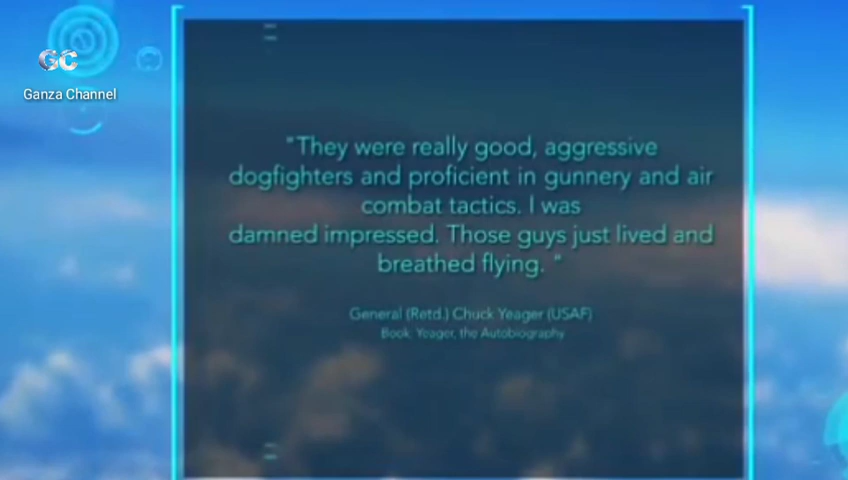 GC
Ganza Channel
"They were really good, aggressive
dogfighters and proficient in gunnery and air
combat tactics. I was
damned impressed. Those guys just lived and
breathed flying. "
General (Retd.) Chuck Yeager (USAF)
Book: Yeager, the Autobiography